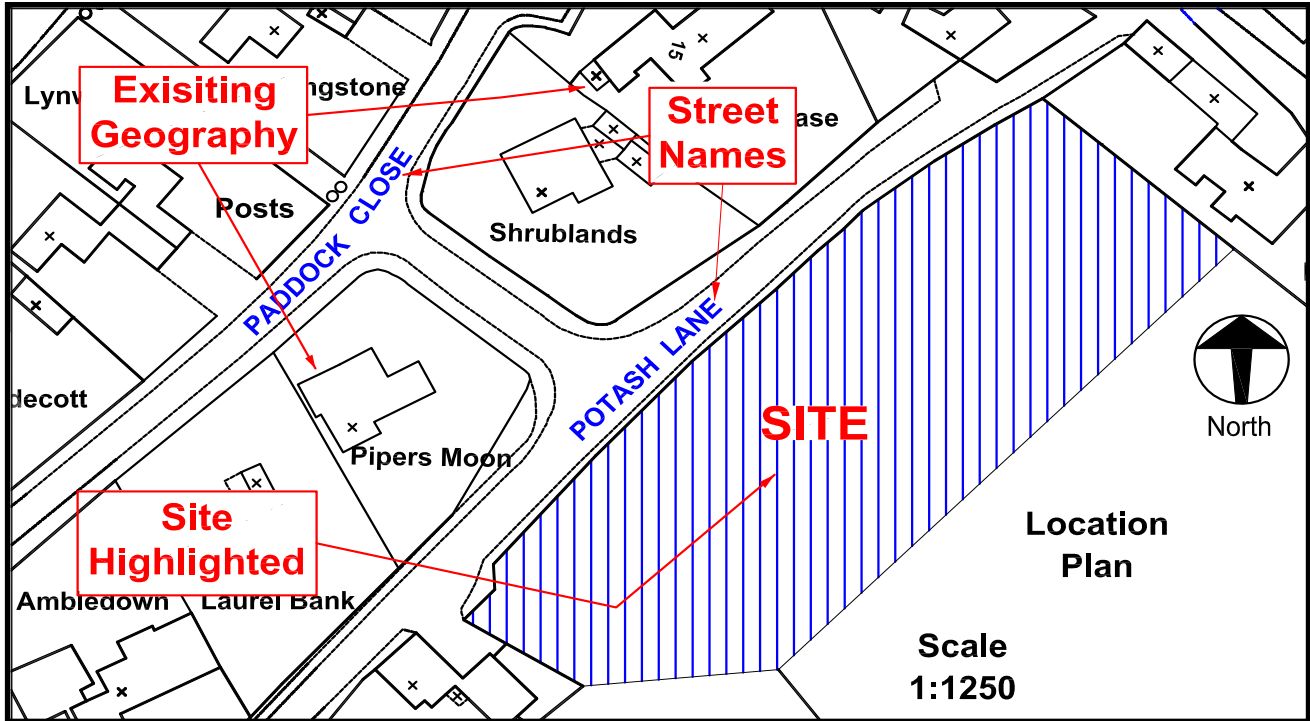 15
Lynw
Exisiting
Geography
ngstone
Street
Names
ase
Posts
PADDOCK CLOSE
Shrublands
POTASH LANE
SITE
North
decott
Pipers Moon
Site
Highlighted
Location
Plan
Ambledown
Laurel Bank
Scale
1:1250